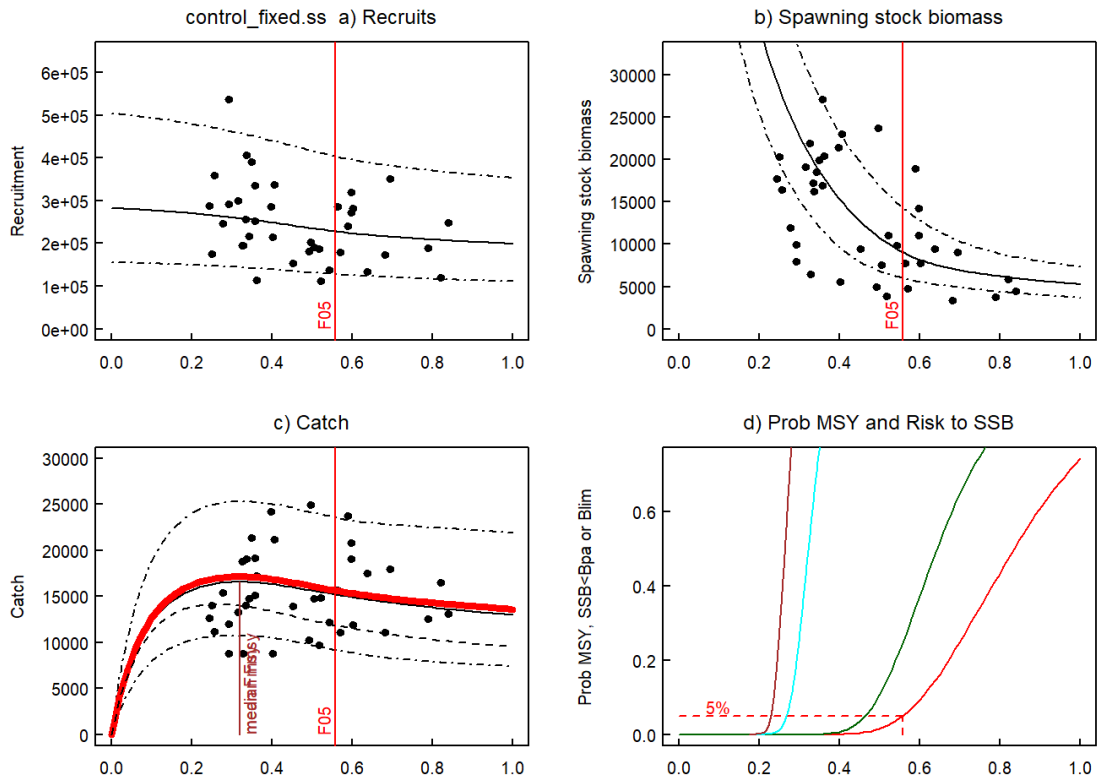 control_fixed.ss a) Recruits
Recruitment
6e+05
5e+05
4e+05
3e+05
2e+05
1e+05
0e+00
F05
0.0 0.2 0.4 0.6 0.8 1.0
b) Spawning stock biomass
Spawning stock biomass
30000
25000
20000
15000
10000
5000
0
F05
0.0 0.2 0.4 0.6 0.8 1.0
c) Catch
Catch
30000
25000
20000
15000
10000
5000
0
F05
0.0 0.2 0.4 0.6 0.8 1.0
d) Prob MSY and Risk to SSB
Prob MSY, SSB<Bpa or Blim
0.6
0.4
0.2
0.0
5%
0.0 0.2 0.4 0.6 0.8 1.0